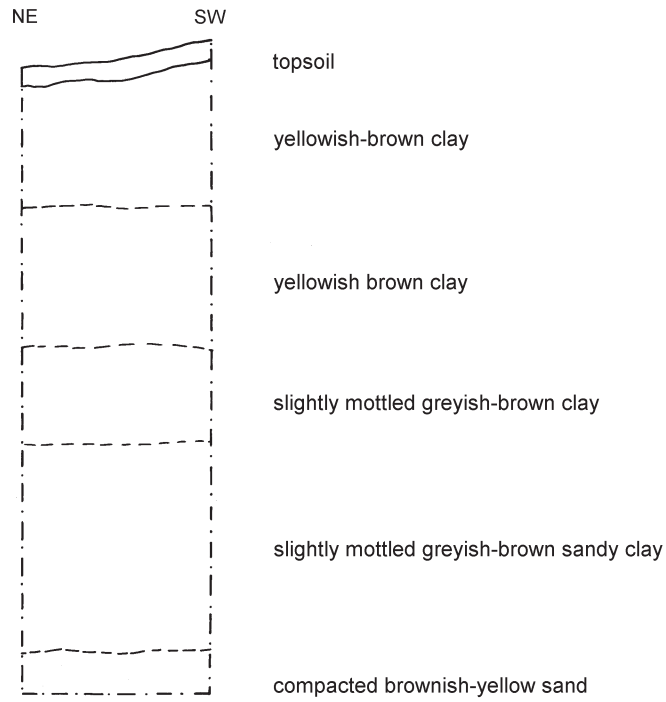 NE SW
topsoil
yellowish-brown clay
yellowish brown clay
slightly mottled greyish-brown clay
slightly mottled greyish-brown sandy clay
compacted brownish-yellow sand